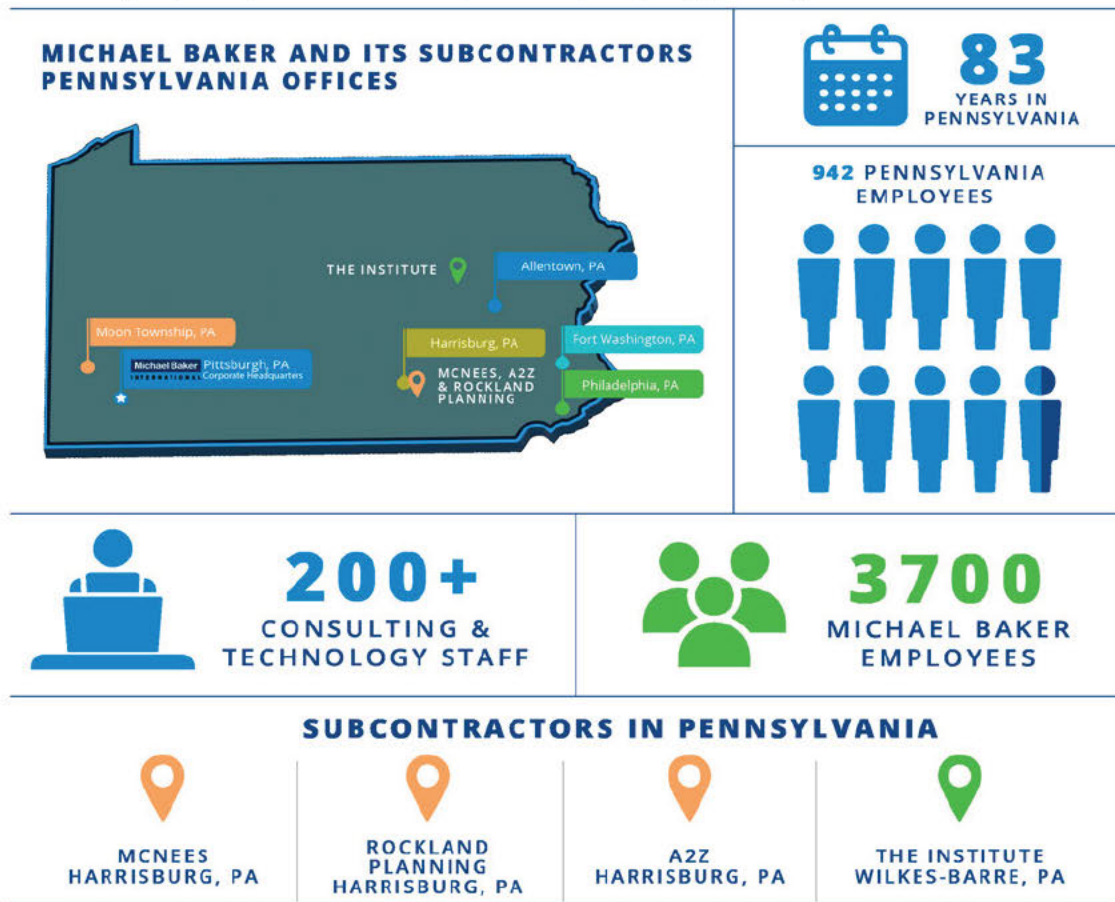 MICHAEL BAKER AND ITS SUBCONTRACTORS
PENNSYLVANIA OFFICES
83
YEARS IN
PENNSYLVANIA
942 PENNSYLVANIA
EMPLOYEES
THE INSTITUTE
Allentown, PA
Moon Township, PA
Michael Baker
INTERNATIONAL
Pittsburgh, PA
Corporate Headquarters
Harrisburg, PA
MCNEES, A2Z
& ROCKLAND
PLANNING
Fort Washington, PA
Philadelphia, PA
200+
CONSULTING &
TECHNOLOGY STAFF
3700
MICHAEL BAKER
EMPLOYEES
SUBCONTRACTORS IN PENNSYLVANIA
MCNEES
HARRISBURG, PA
ROCKLAND
PLANNING
HARRISBURG, PA
A2Z
HARRISBURG, PA
THE INSTITUTE
WILKES-BARRE, PA